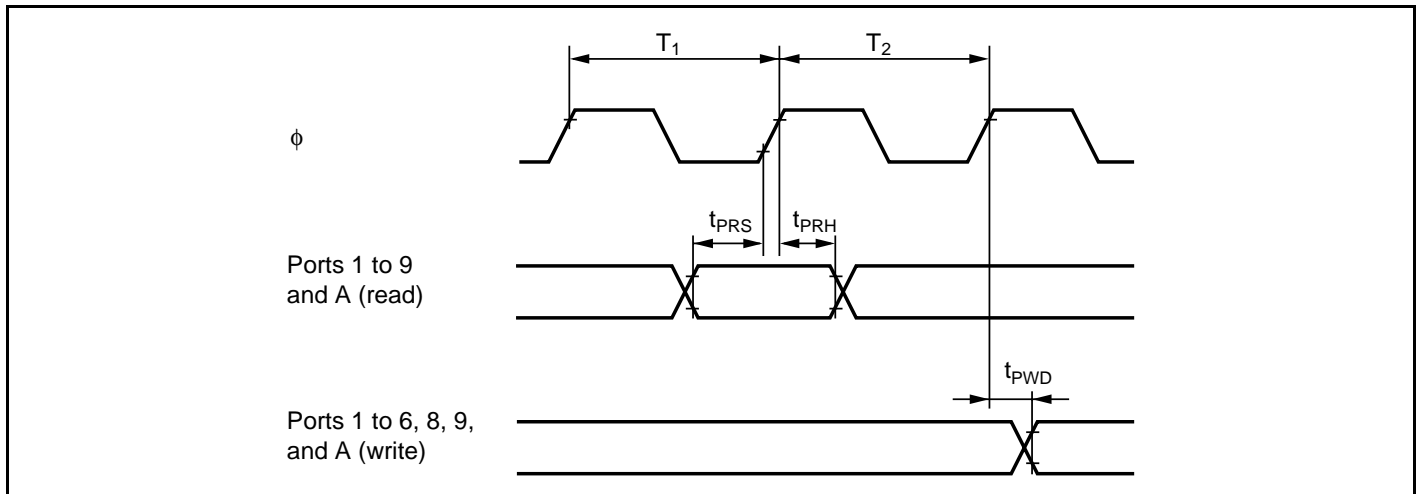 T₁ T₂
φ
tPRS tPRH
Ports 1 to 9
and A (read)
tPWD
Ports 1 to 6, 8, 9,
and A (write)